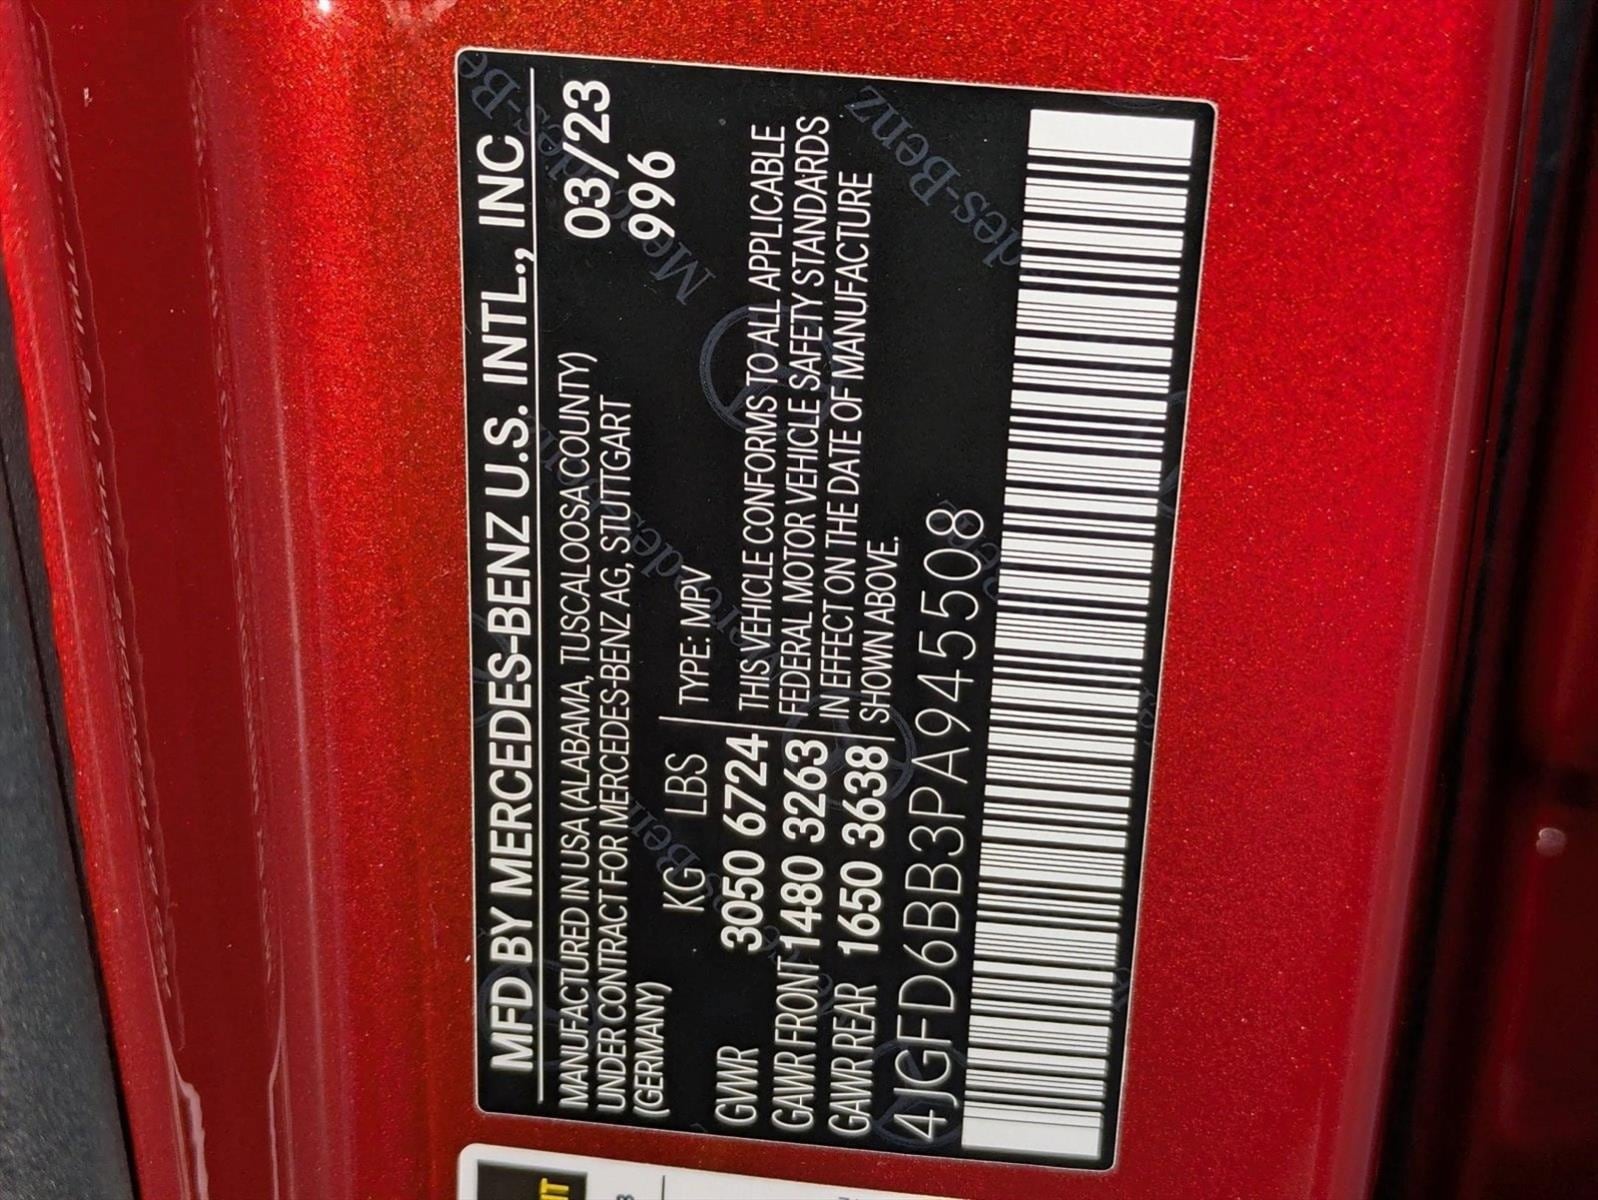 MFD BY MERCEDES-BENZ U.S. INTL., INC
MANUFACTURED IN USA (ALABAMA, TUSCALOOSA COUNTY) 03/23
UNDER CONTRACT FOR MERCEDES-BENZ AG, STUTTGART 996
(GERMANY)
KG LBS TYPE: MPV
GVWR 3050 6724 THIS VEHICLE CONFORMS TO ALL APPLICABLE
GAWR FRONT 1480 3263 FEDERAL MOTOR VEHICLE SAFETY STANDARDS
GAWR REAR 1650 3638 IN EFFECT ON THE DATE OF MANUFACTURE
SHOWN ABOVE.
4JGFD6BB3PA945508
Mercedes-Benz